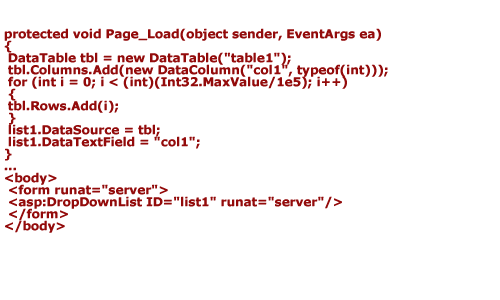 protected void Page_Load(object sender, EventArgs ea)
{
DataTable tbl = new DataTable("table1");
tbl.Columns.Add(new DataColumn("col1", typeof(int)));
for (int i = 0; i < (int)(Int32.MaxValue/1e5); i++)
{
tbl.Rows.Add(i);
}
list1.DataSource = tbl;
list1.DataTextField = "col1";
}
...
<body>
<form runat="server">
<asp:DropDownList ID="list1" runat="server"/>
</form>
</body>